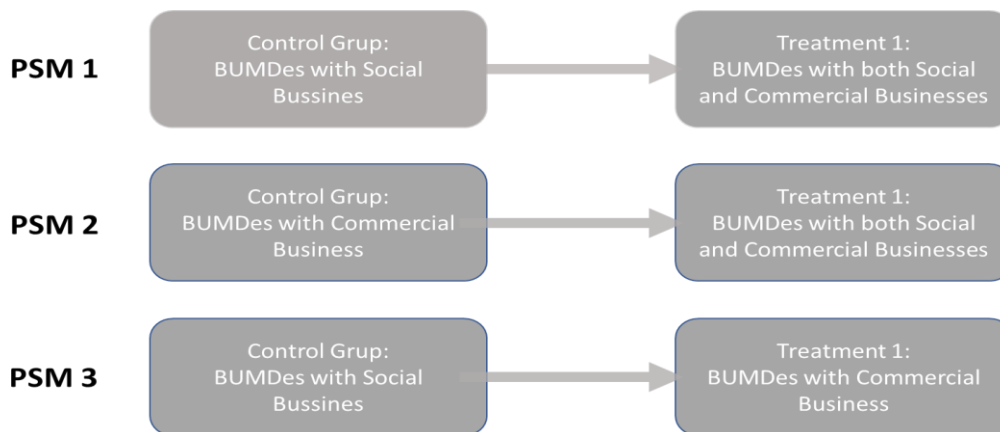 PSM 1
Control Grup:
BUMDes with Social
Bussines
Treatment 1:
BUMDes with both Social
and Commercial Businesses
PSM 2
Control Grup:
BUMDes with Commercial
Business
Treatment 1:
BUMDes with both Social
and Commercial Businesses
PSM 3
Control Grup:
BUMDes with Social
Bussines
Treatment 1:
BUMDes with Commercial
Business